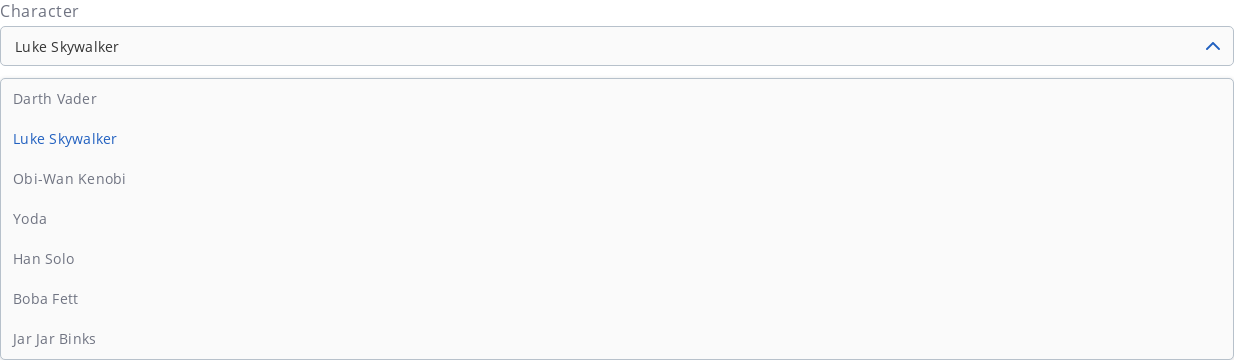 Character
Luke Skywalker
Darth Vader
Luke Skywalker
Obi-Wan Kenobi
Yoda
Han Solo
Boba Fett
Jar Jar Binks